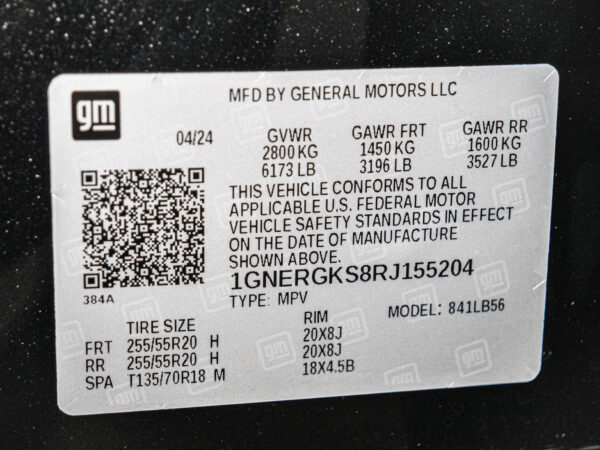 gm
MFD BY GENERAL MOTORS LLC
04/24 GVWR GAWR FRT GAWR RR
2800 KG 1450 KG 1600 KG
6173 LB 3196 LB 3527 LB
THIS VEHICLE CONFORMS TO ALL
APPLICABLE U.S. FEDERAL MOTOR
VEHICLE SAFETY STANDARDS IN EFFECT
ON THE DATE OF MANUFACTURE
SHOWN ABOVE.
384A
1GNERGKS8RJ155204
TYPE: MPV MODEL: 841LB56
TIRE SIZE RIM
FRT 255/55R20 H 20X8J
RR 255/55R20 H 20X8J
SPA T135/70R18 M 18X4.5B